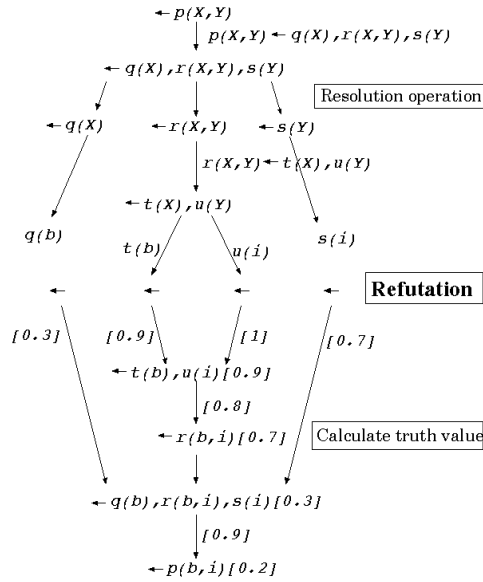 ←p(X,Y)
p(X,Y)←q(X),r(X,Y),s(Y)
←q(X),r(X,Y),s(Y)
Resolution operation
←q(X) ←r(X,Y) ←s(Y)
r(X,Y)←t(X),u(Y)
←t(X),u(Y)
q(b) t(b) u(i) s(i)
← ← ← ← Refutation
[0.3] [0.9] [1] [0.7]
←t(b),u(i)[0.9]
[0.8]
←r(b,i)[0.7] Calculate truth value
←q(b),r(b,i),s(i)[0.3]
[0.9]
←p(b,i)[0.2]